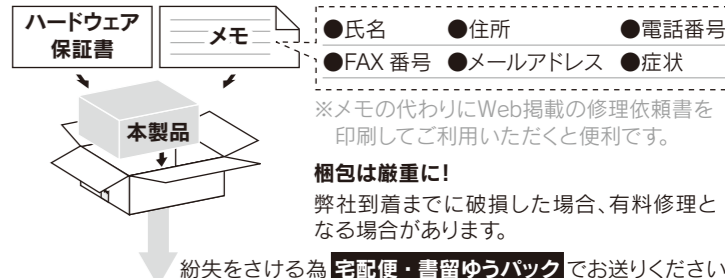 ハードウェア
保証書
メモ
●氏名 ●住所 ●電話番号
●FAX 番号 ●メールアドレス ●症状
本製品
※メモの代わりにWeb掲載の修理依頼書を
印刷してご利用いただくと便利です。
梱包は厳重に!
弊社到着までに破損した場合、有料修理と
なる場合があります。
紛失をさける為 宅配便・書留ゆうパック でお送りください